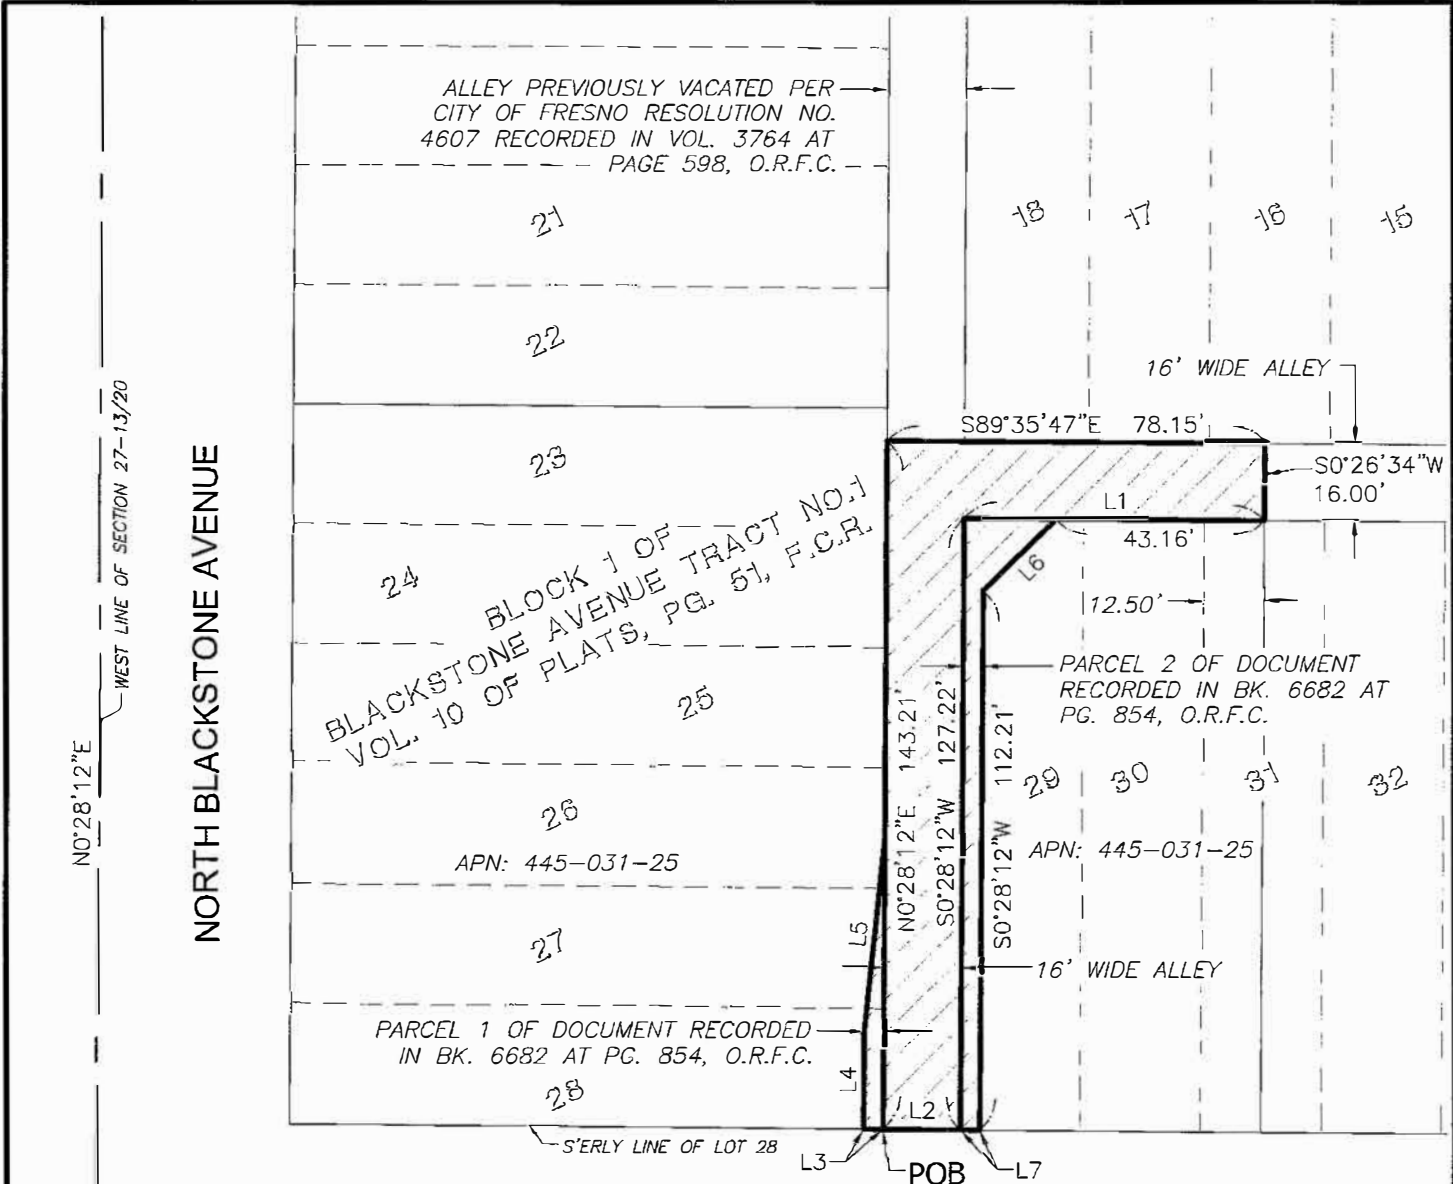 ALLEY PREVIOUSLY VACATED PER
CITY OF FRESNO RESOLUTION NO.
4607 RECORDED IN VOL. 3764 AT
PAGE 598, O.R.F.C.
21
18
17
16
15
22
16' WIDE ALLEY
S89°35'47"E 78.15'
S0°26'34"W
16.00'
L1
43.16'
L6
12.50'
23
24
BLOCK 1 OF
BLACKSTONE AVENUE TRACT NO.1
VOL. 10 OF PLATS, PG. 51, F.C.R.
25
PARCEL 2 OF DOCUMENT
RECORDED IN BK. 6682 AT
PG. 854, O.R.F.C.
WEST LINE OF SECTION 27-13/20
N0°28'12"E
NORTH BLACKSTONE AVENUE
N0°28'12"E 143.21'
S0°28'12"W 127.22'
S0°28'12"W 112.21'
29
30
31
32
26
APN: 445-031-25
APN: 445-031-25
27
L5
16' WIDE ALLEY
PARCEL 1 OF DOCUMENT RECORDED
IN BK. 6682 AT PG. 854, O.R.F.C.
28
L4
L2
S'ERLY LINE OF LOT 28
L3
POB
L7